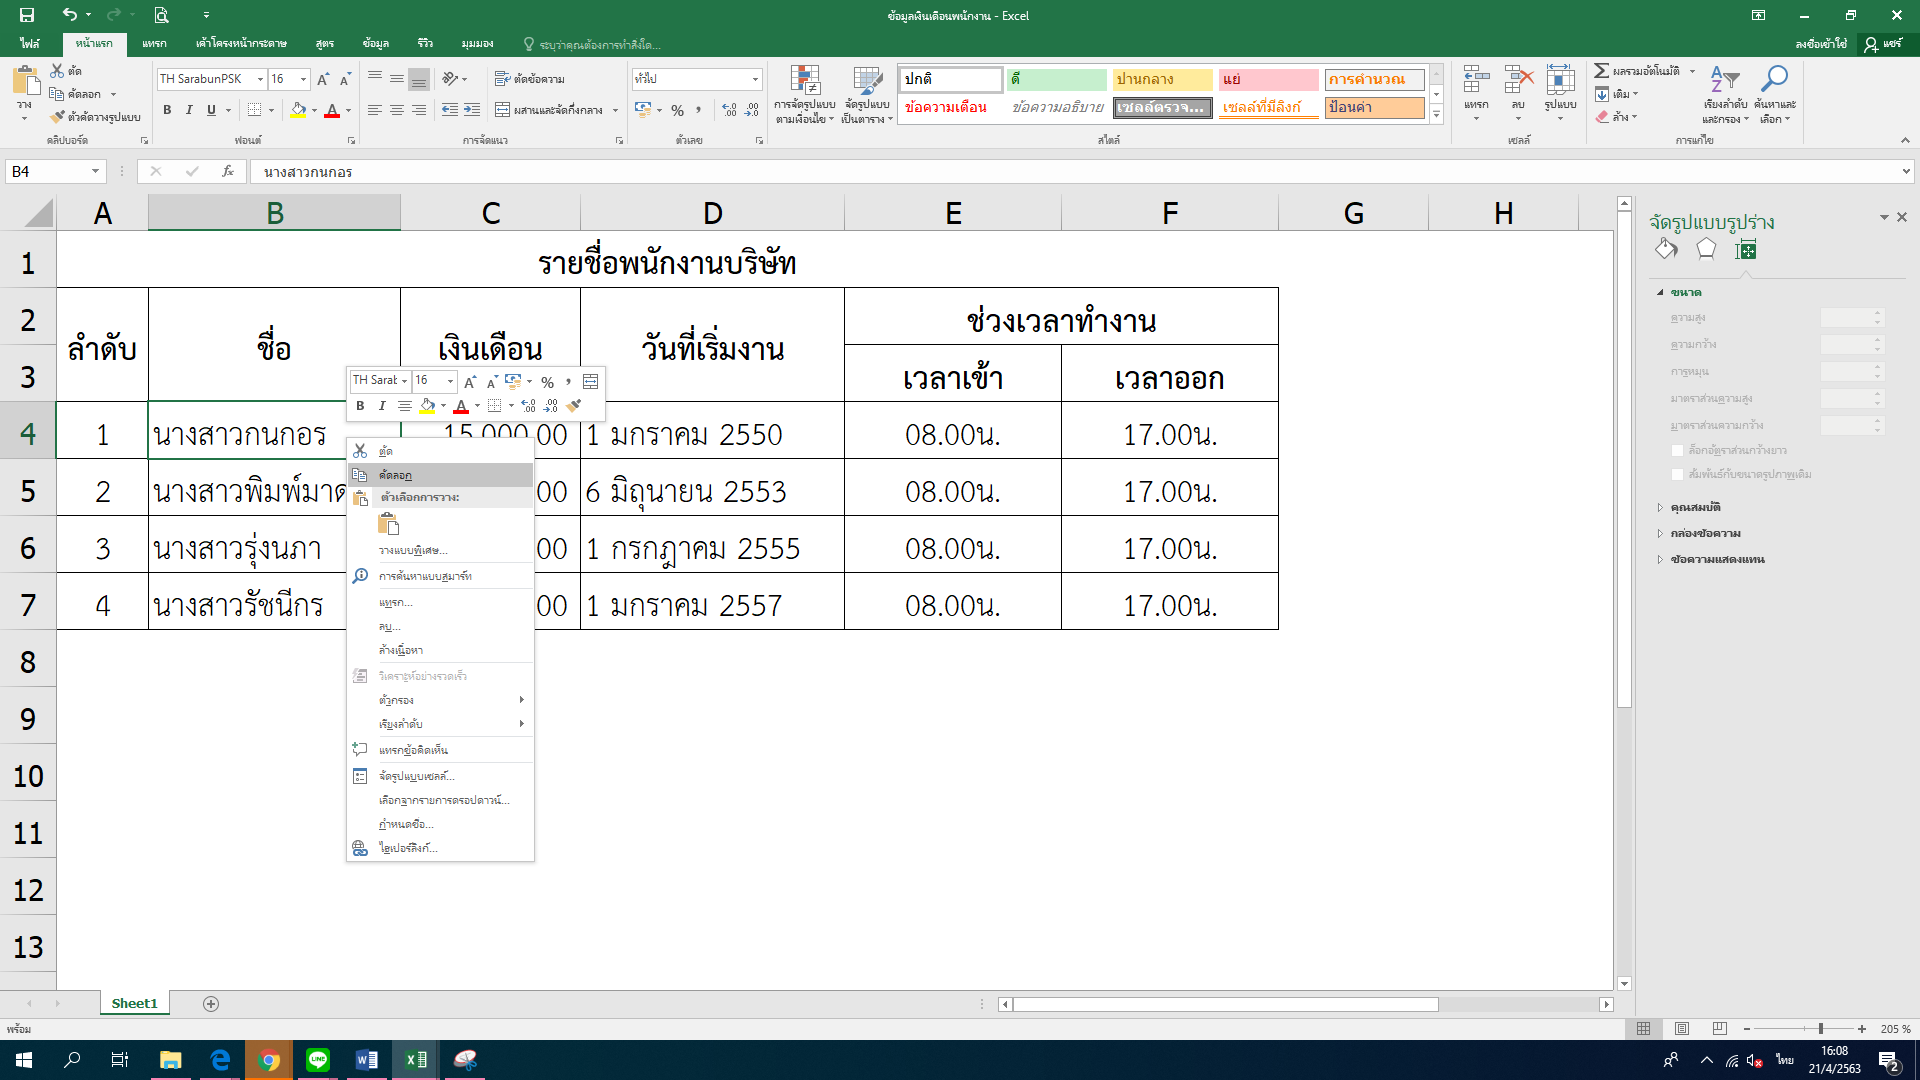 ข้อมูลเงินเดือนพนักงาน - Excel
ไฟล์ หน้าแรก แทรก เค้าโครงหน้ากระดาษ สูตร ข้อมูล รีวิว มุมมอง ระบุว่าคุณต้องการทำสิ่งใด... ลงชื่อเข้าใช้ แชร์
วาง ตัด คัดลอก ตัวคัดวางรูปแบบ
TH SarabunPSK 16
ตัดข้อความ
ผสานและจัดกึ่งกลาง
ทั่วไป
การจัดรูปแบบตามเงื่อนไข จัดรูปแบบเป็นตาราง
ปกติ ดี ปานกลาง แย่ การคำนวณ
ข้อความเตือน ข้อความอธิบาย เซลล์ตรวจ... เซลล์ที่มีลิงก์ ป้อนค่า
แทรก ลบ รูปแบบ
ผลรวมอัตโนมัติ
เติม
ล้าง
เรียงลำดับและกรอง ค้นหาและเลือก
คลิปบอร์ด ฟอนต์ การจัดแนว ตัวเลข สไตล์ เซลล์ การแก้ไข
B4 fx นางสาวกนกอร
A B C D E F G H
1 รายชื่อพนักงานบริษัท
2 ลำดับ ชื่อ เงินเดือน วันที่เริ่มงาน ช่วงเวลาทำงาน
3 เวลาเข้า เวลาออก
4 1 นางสาวกนกอร 15,000.00 1 มกราคม 2550 08.00น. 17.00น.
5 2 นางสาวพิมพ์มาด 00 6 มิถุนายน 2553 08.00น. 17.00น.
6 3 นางสาวรุ่งนภา 00 1 กรกฎาคม 2555 08.00น. 17.00น.
7 4 นางสาวรัชนีกร 00 1 มกราคม 2557 08.00น. 17.00น.
8
9
10
11
12
13
TH Sarab 16
ตัด
คัดลอก
ตัวเลือกการวาง:
วางแบบพิเศษ...
การค้นหาแบบสมาร์ท
แทรก...
ลบ...
ล้างเนื้อหา
วิเคราะห์อย่างรวดเร็ว
ตัวกรอง
เรียงลำดับ
แทรกข้อคิดเห็น
จัดรูปแบบเซลล์...
เลือกจากรายการดรอปดาวน์...
กำหนดชื่อ...
ไฮเปอร์ลิงก์...
จัดรูปแบบรูปร่าง
ขนาด
ความสูง
ความกว้าง
การหมุน
มาตราส่วนความสูง
มาตราส่วนความกว้าง
ล็อกอัตราส่วนกว้างยาว
สัมพันธ์กับขนาดรูปภาพเดิม
คุณสมบัติ
กล่องข้อความ
ข้อความแสดงแทน
Sheet1
พร้อม 205 %
ไทย 16:08
21/4/2563 2